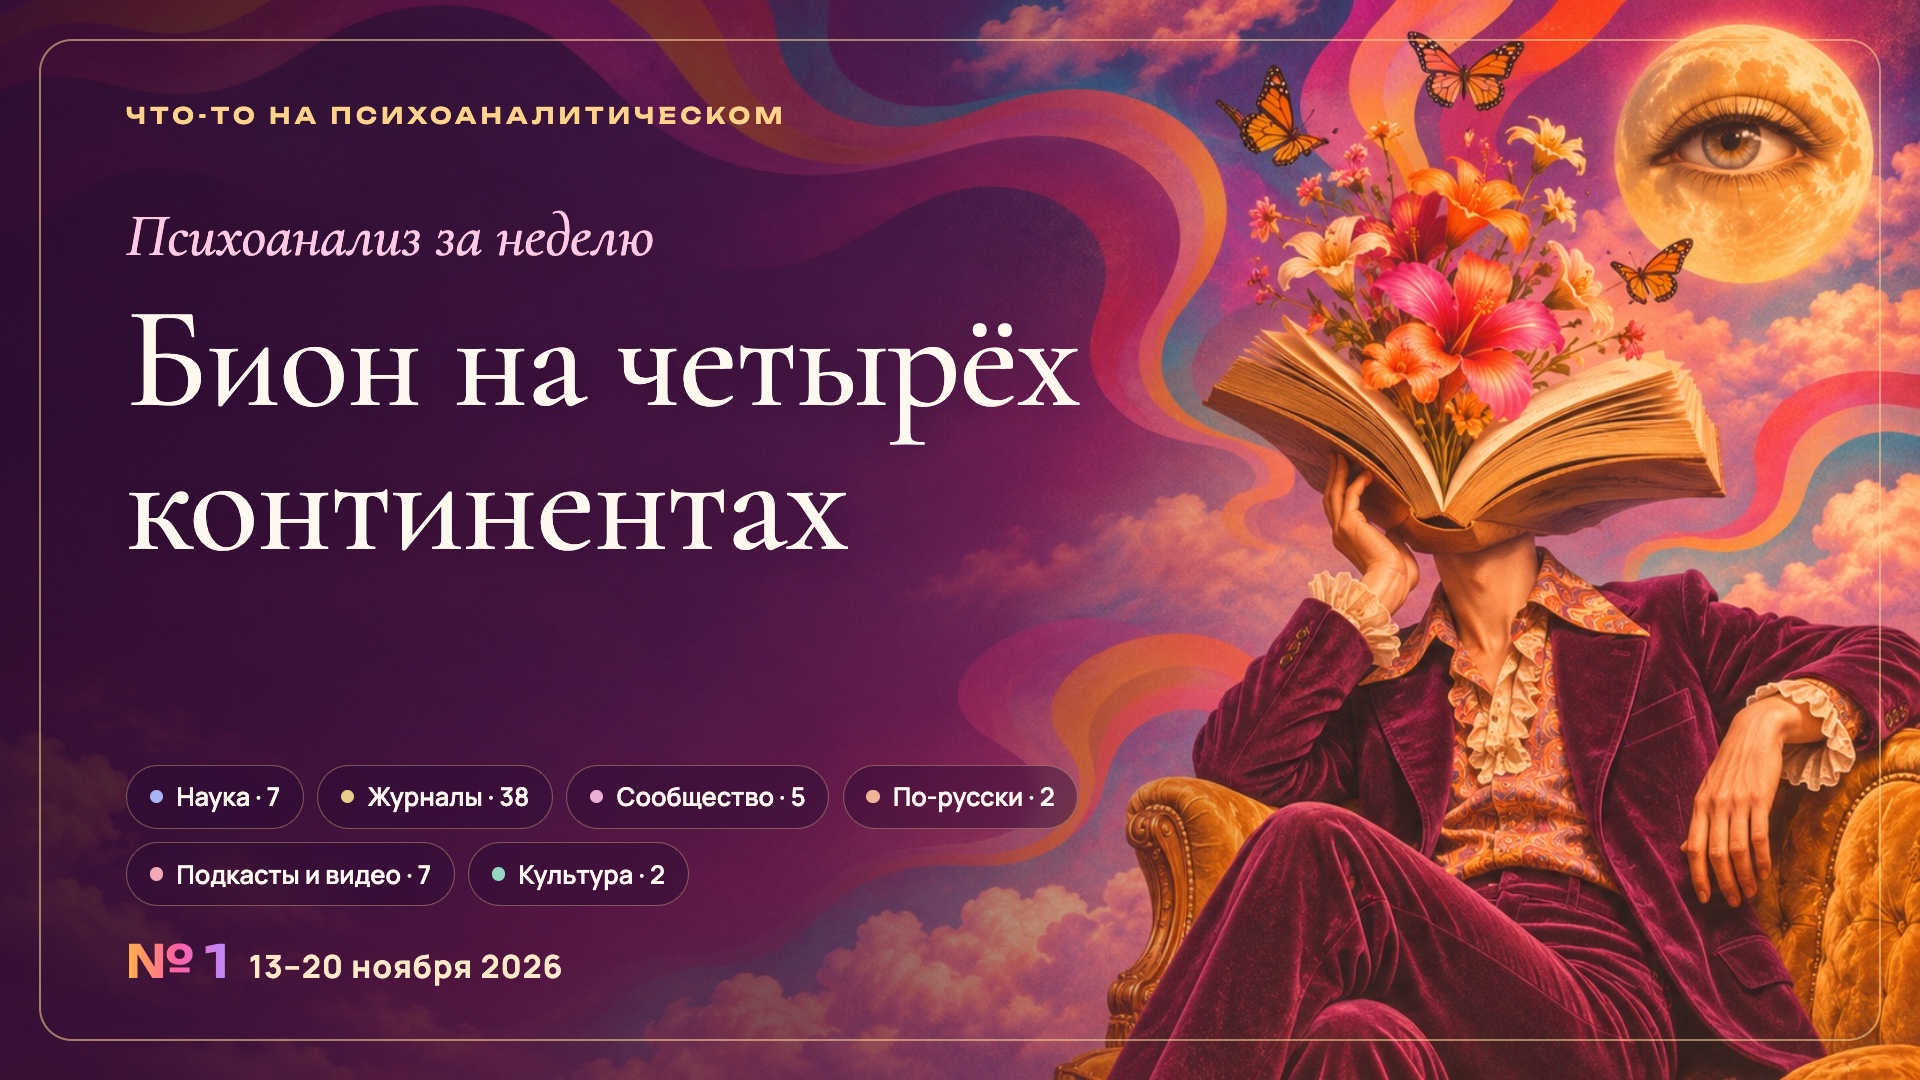 ЧТО-ТО НА ПСИХОАНАЛИТИЧЕСКОМ
Психоанализ за неделю
Бион на четырёх
континентах
Наука · 7
Журналы · 38
Сообщество · 5
По-русски · 2
Подкасты и видео · 7
Культура · 2
№ 1 13–20 ноября 2026